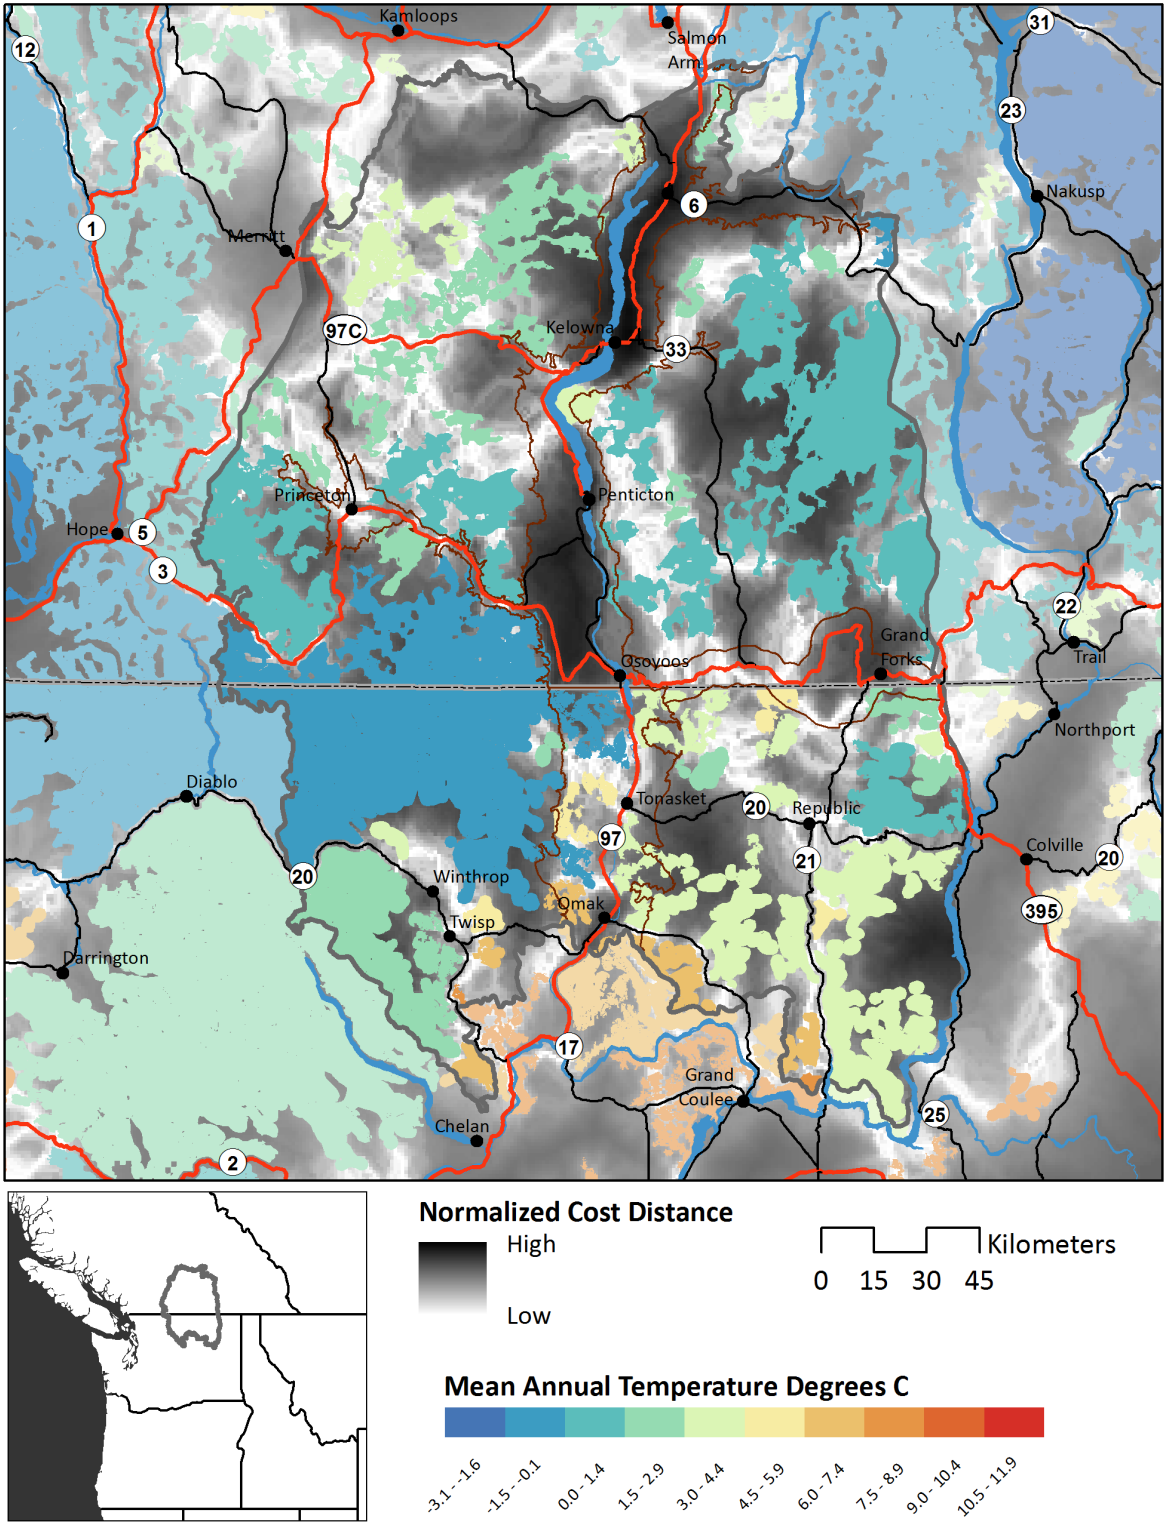 Kamloops
31
12
Salmon
Arm
23
Nakusp
6
1
Merritt
97C
Kelowna
33
Princeton
Penticton
Hope
5
3
22
Grand
Forks
Osoyoos
Trail
Northport
Diablo
Tonasket
20
Republic
97
21
Colville
20
20
Winthrop
395
Omak
Twisp
Darrington
17
Grand
Coulee
25
Chelan
2
Normalized Cost Distance
High
Low
Kilometers
0 15 30 45
Mean Annual Temperature Degrees C
-3.1 - -1.6
-1.5 - -0.1
0.0 - 1.4
1.5 - 2.9
3.0 - 4.4
4.5 - 5.9
6.0 - 7.4
7.5 - 8.9
9.0 - 10.4
10.5 - 11.9